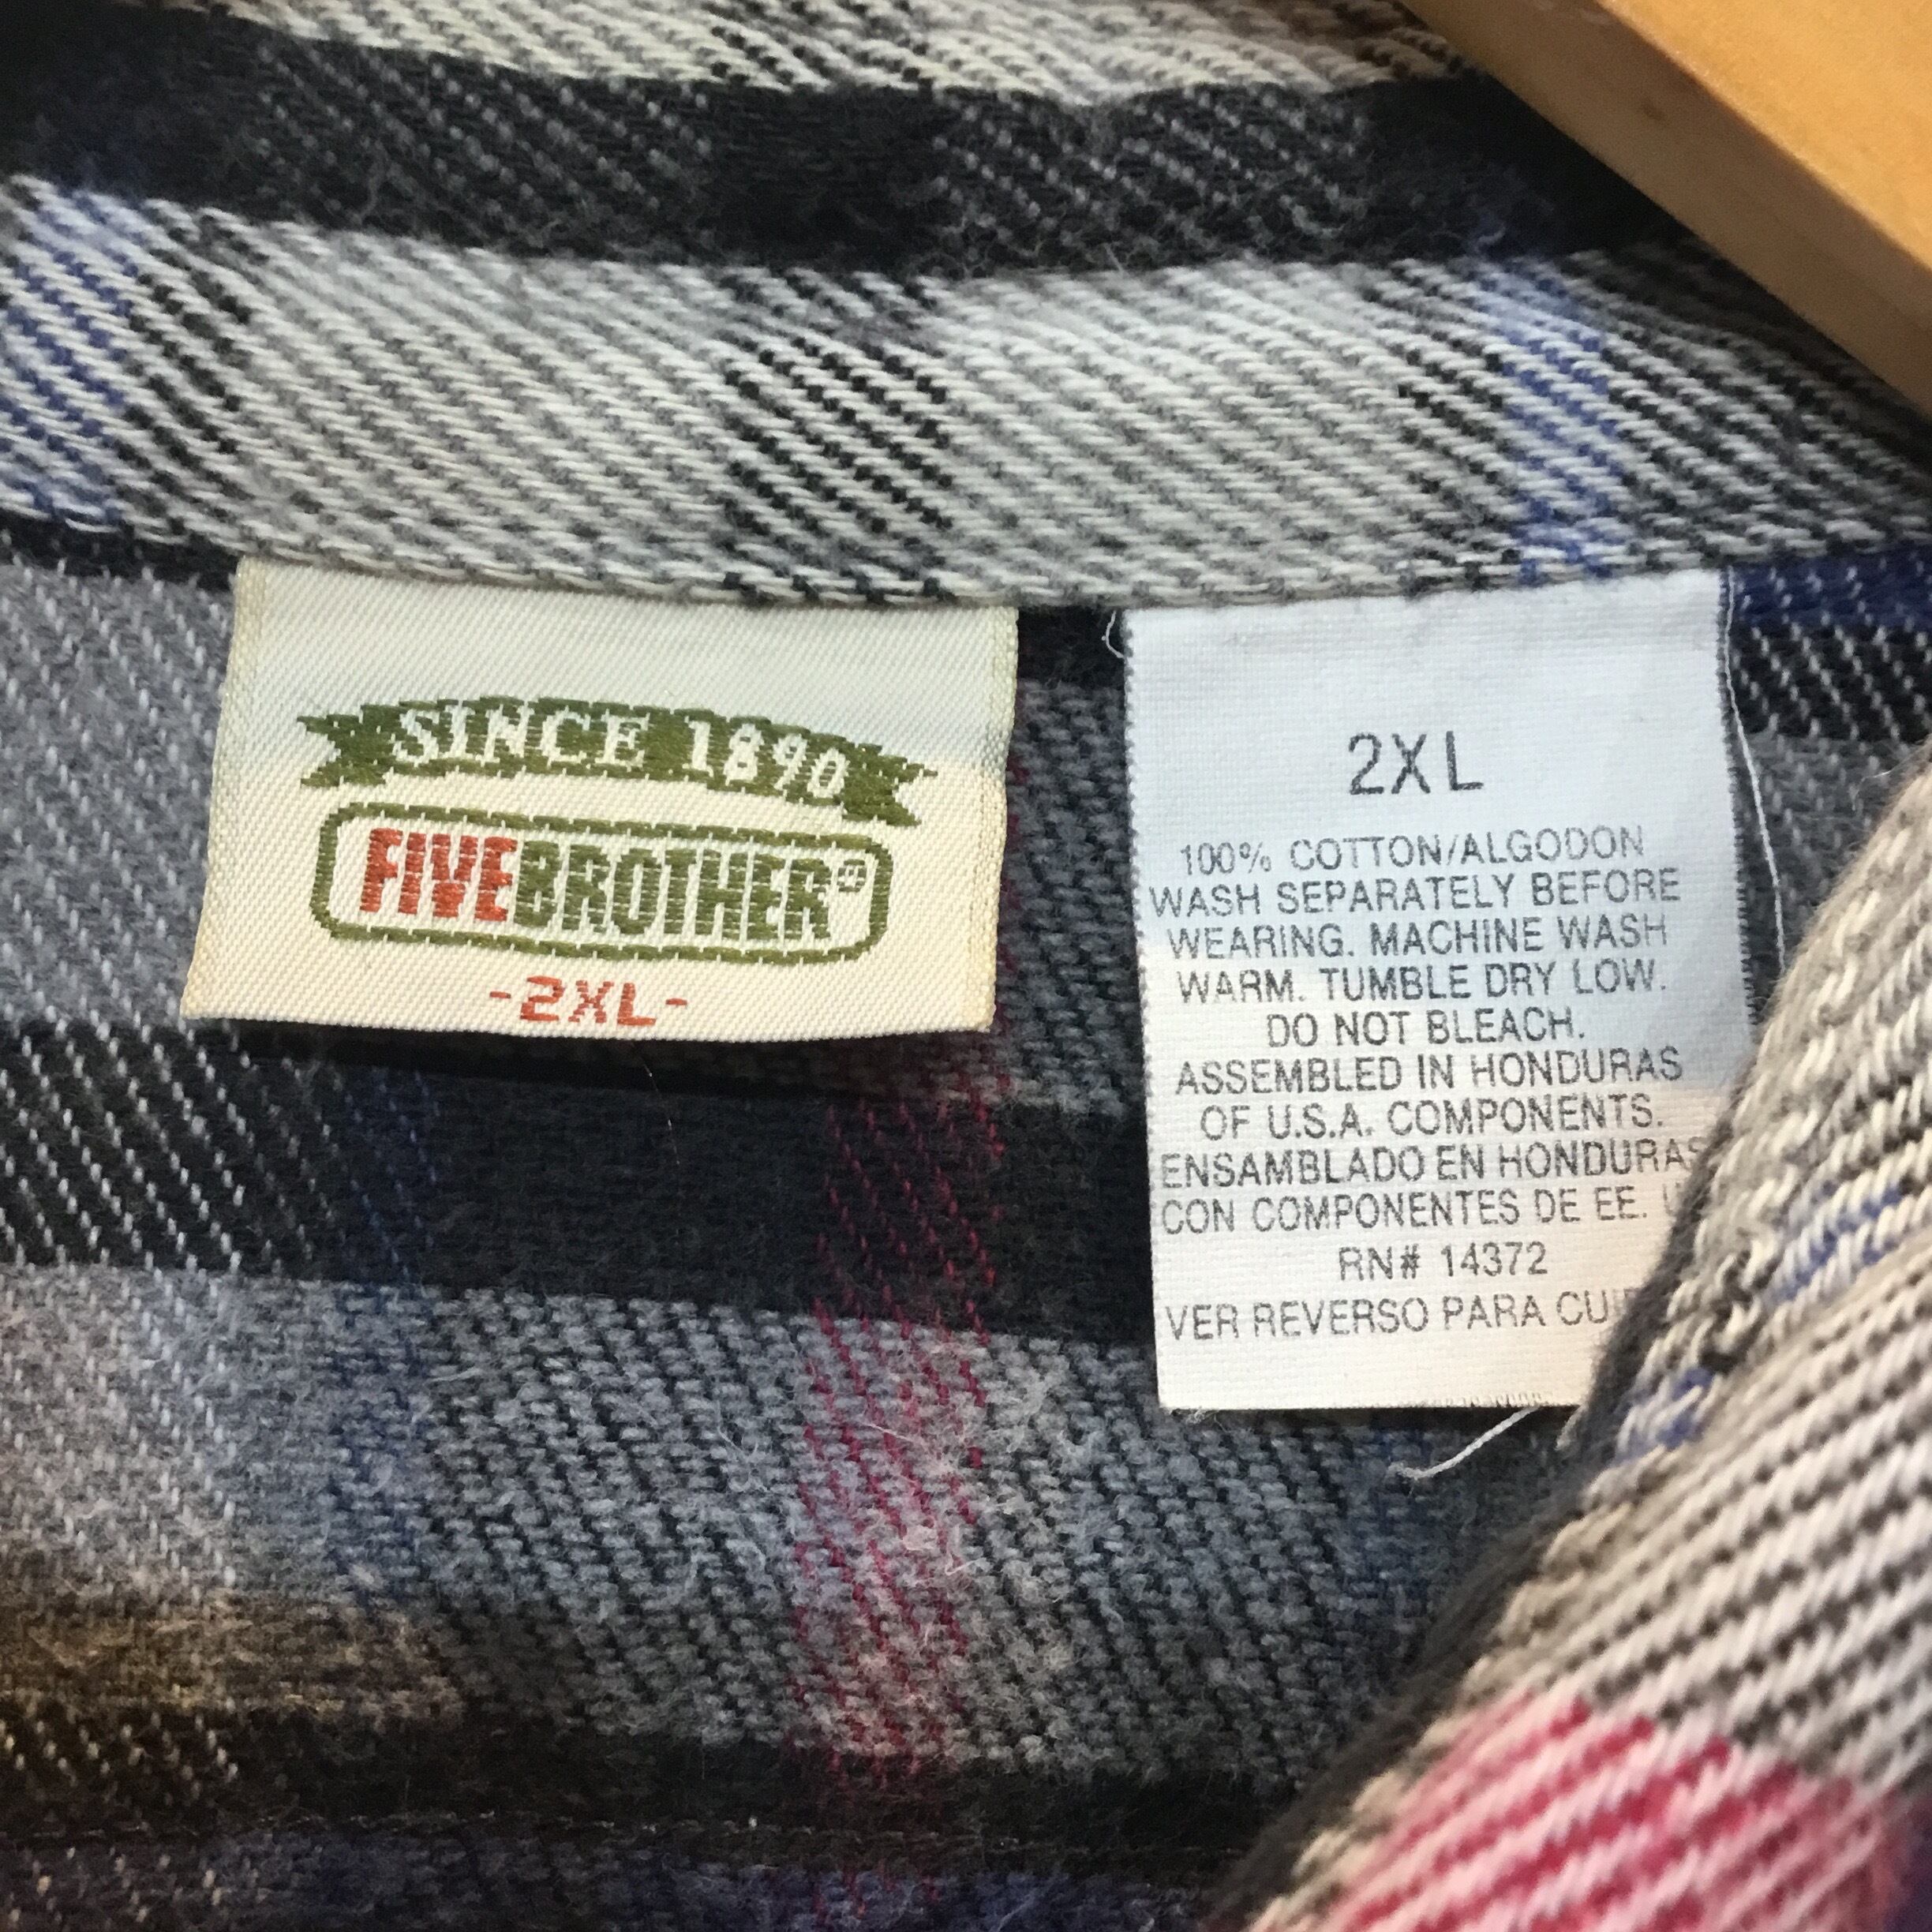 SINCE 1890
FIVEBROTHER®
-2XL-
2XL
100% COTTON/ALGODON
WASH SEPARATELY BEFORE
WEARING. MACHINE WASH
WARM. TUMBLE DRY LOW.
DO NOT BLEACH.
ASSEMBLED IN HONDURAS
OF U.S.A. COMPONENTS.
ENSAMBLADO EN HONDURAS
CON COMPONENTES DE EE.
RN# 14372
VER REVERSO PARA